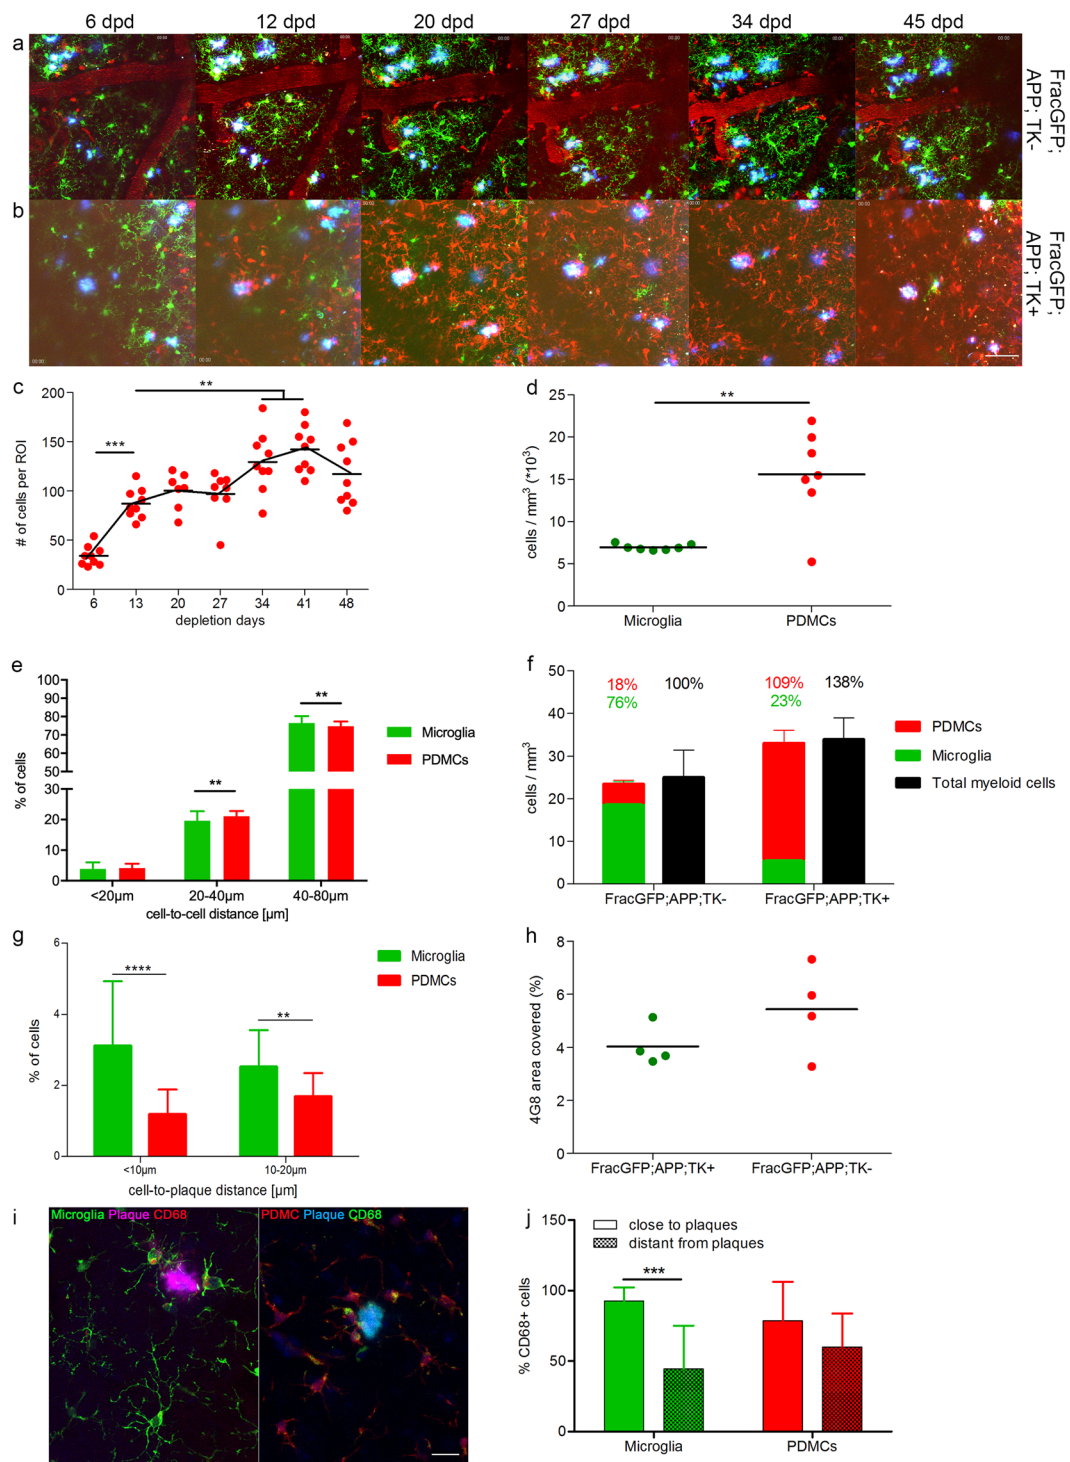 6 dpd 12 dpd 20 dpd 27 dpd 34 dpd 45 dpd
a
FracGFP;
APP; TK-
b
FracGFP;
APP; TK+
c
**
***
200
150
100
50
0
# of cells per ROI
6 13 20 27 34 41 48
depletion days
d
**
25
20
15
10
5
0
cells / mm³ (*10³)
Microglia PDMCs
e
100
90
80
70
60
50
30
20
10
0
% of cells
**
**
Microglia
PDMCs
<20µm 20-40µm 40-80µm
cell-to-cell distance [µm]
f
50
40
30
20
10
0
cells / mm³
18%
76%
100%
109%
23%
138%
PDMCs
Microglia
Total myeloid cells
FracGFP;APP;TK- FracGFP;APP;TK+
g
6
4
2
0
% of cells
****
**
Microglia
PDMCs
<10µm 10-20µm
cell-to-plaque distance [µm]
h
8
6
4
2
0
4G8 area covered (%)
FracGFP;APP;TK+ FracGFP;APP;TK-
i
Microglia Plaque CD68
PDMC Plaque CD68
j
150
100
50
0
% CD68+ cells
close to plaques
distant from plaques
***
Microglia PDMCs